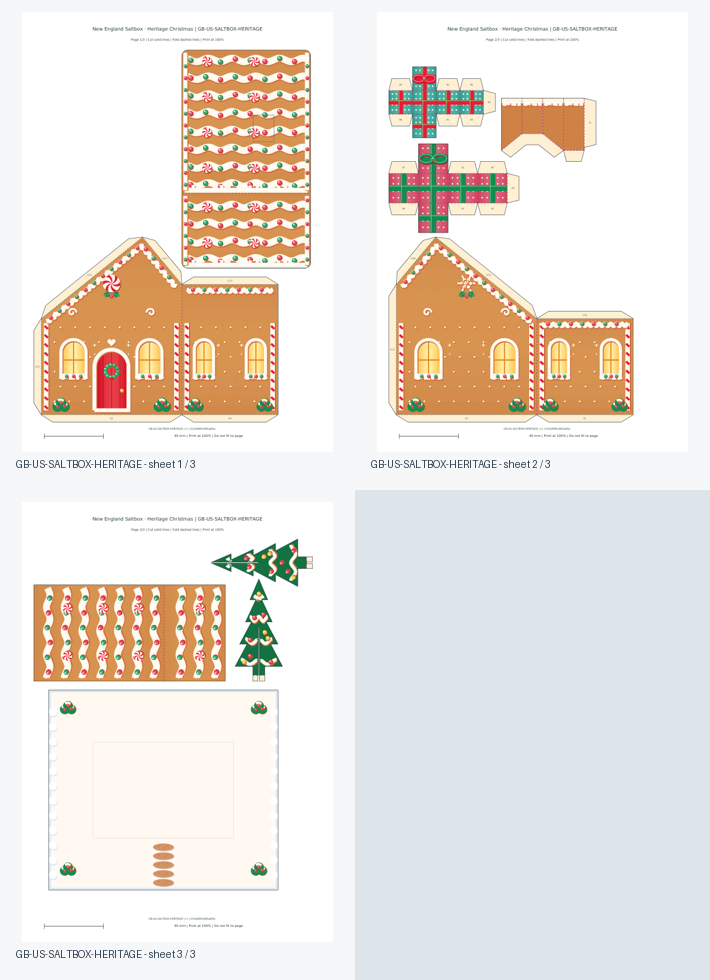 New England Saltbox · Heritage Christmas | GB-US-SALTBOX-HERITAGE
Page 1/3 | Cut solid lines | Fold dashed lines | Print at 100%
80 mm | Print at 100% | Do not fit to page
GB-US-SALTBOX-HERITAGE - sheet 1 / 3
New England Saltbox · Heritage Christmas | GB-US-SALTBOX-HERITAGE
Page 2/3 | Cut solid lines | Fold dashed lines | Print at 100%
80 mm | Print at 100% | Do not fit to page
GB-US-SALTBOX-HERITAGE - sheet 2 / 3
New England Saltbox · Heritage Christmas | GB-US-SALTBOX-HERITAGE
Page 3/3 | Cut solid lines | Fold dashed lines | Print at 100%
80 mm | Print at 100% | Do not fit to page
GB-US-SALTBOX-HERITAGE - sheet 3 / 3